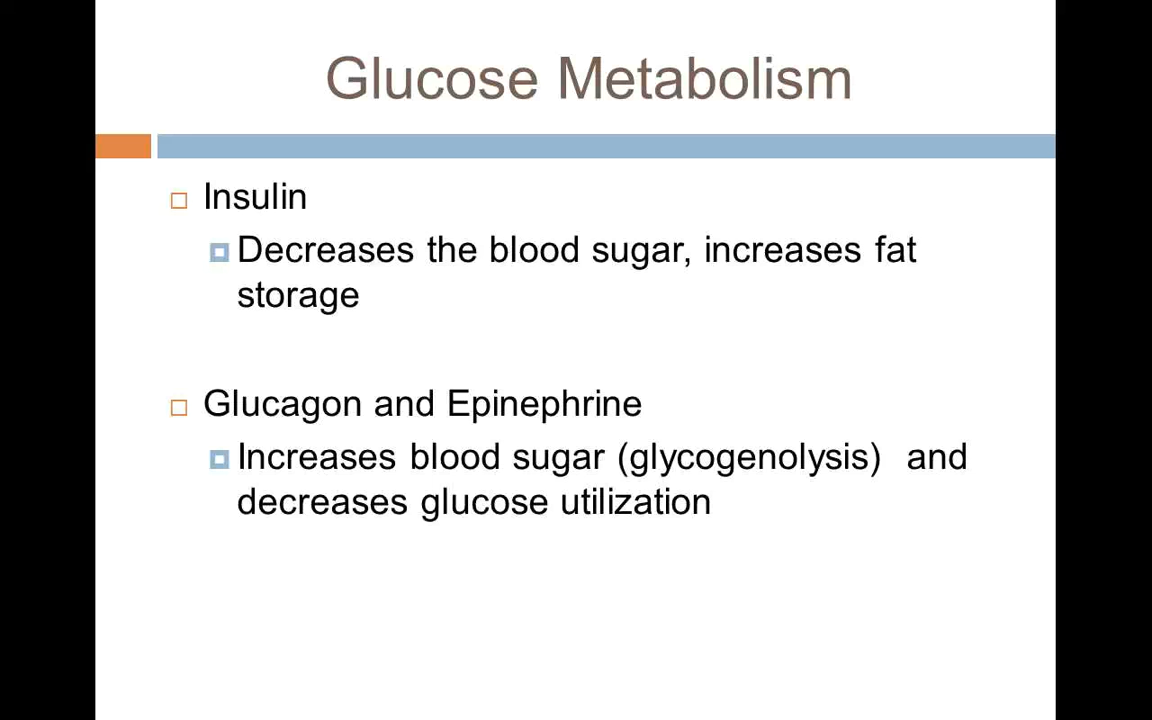 Glucose Metabolism
Insulin
Decreases the blood sugar, increases fat
storage
Glucagon and Epinephrine
Increases blood sugar (glycogenolysis)  and
decreases glucose utilization